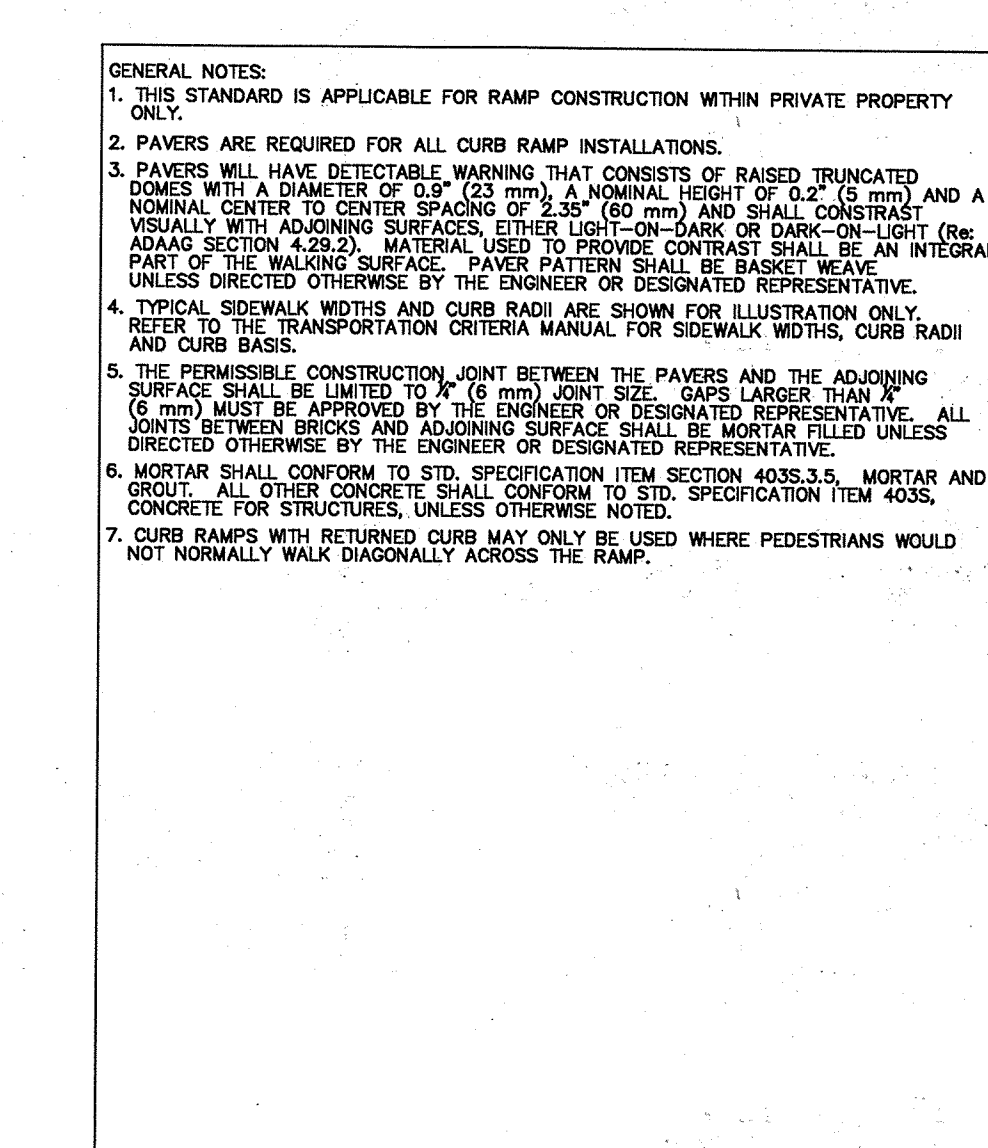 GENERAL NOTES:
1. THIS STANDARD IS APPLICABLE FOR RAMP CONSTRUCTION WITHIN PRIVATE PROPERTY
ONLY.
2. PAVERS ARE REQUIRED FOR ALL CURB RAMP INSTALLATIONS.
3. PAVERS WILL HAVE DETECTABLE WARNING THAT CONSISTS OF RAISED TRUNCATED
DOMES WITH A DIAMETER OF 0.9" (23 mm), A NOMINAL HEIGHT OF 0.2" (5 mm) AND A
NOMINAL CENTER TO CENTER SPACING OF 2.35" (60 mm) AND SHALL CONSTRAST
VISUALLY WITH ADJOINING SURFACES, EITHER LIGHT-ON-DARK OR DARK-ON-LIGHT (Re:
ADAAG SECTION 4.29.2). MATERIAL USED TO PROVIDE CONTRAST SHALL BE AN INTEGRAL
PART OF THE WALKING SURFACE. PAVER PATTERN SHALL BE BASKET WEAVE
UNLESS DIRECTED OTHERWISE BY THE ENGINEER OR DESIGNATED REPRESENTATIVE.
4. TYPICAL SIDEWALK WIDTHS AND CURB RADII ARE SHOWN FOR ILLUSTRATION ONLY.
REFER TO THE TRANSPORTATION CRITERIA MANUAL FOR SIDEWALK WIDTHS, CURB RADII
AND CURB BASIS.
5. THE PERMISSIBLE CONSTRUCTION JOINT BETWEEN THE PAVERS AND THE ADJOINING
SURFACE SHALL BE LIMITED TO ¼" (6 mm) JOINT SIZE. GAPS LARGER THAN ¼"
(6 mm) MUST BE APPROVED BY THE ENGINEER OR DESIGNATED REPRESENTATIVE. ALL
JOINTS BETWEEN BRICKS AND ADJOINING SURFACE SHALL BE MORTAR FILLED UNLESS
DIRECTED OTHERWISE BY THE ENGINEER OR DESIGNATED REPRESENTATIVE.
6. MORTAR SHALL CONFORM TO STD. SPECIFICATION ITEM SECTION 403S.3.5, MORTAR AND
GROUT. ALL OTHER CONCRETE SHALL CONFORM TO STD. SPECIFICATION ITEM 403S,
CONCRETE FOR STRUCTURES, UNLESS OTHERWISE NOTED.
7. CURB RAMPS WITH RETURNED CURB MAY ONLY BE USED WHERE PEDESTRIANS WOULD
NOT NORMALLY WALK DIAGONALLY ACROSS THE RAMP.